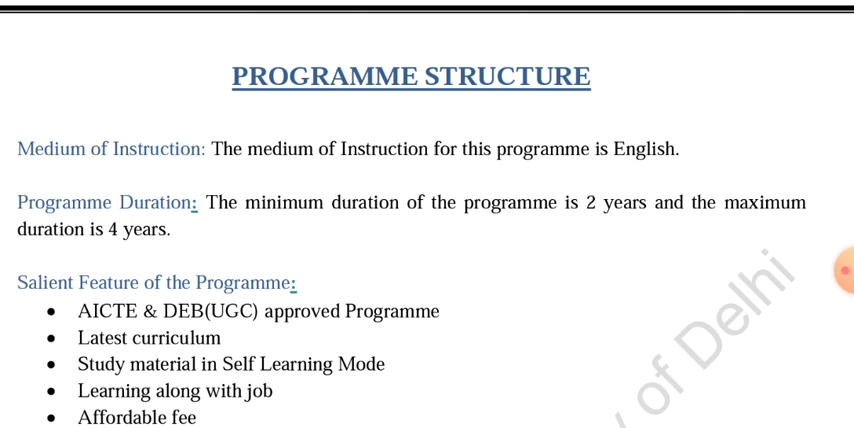 PROGRAMME STRUCTURE
Medium of Instruction: The medium of Instruction for this programme is English.
Programme Duration: The minimum duration of the programme is 2 years and the maximum
duration is 4 years.
Salient Feature of the Programme:
• AICTE & DEB(UGC) approved Programme
• Latest curriculum
• Study material in Self Learning Mode
• Learning along with job
• Affordable fee
of Delhi